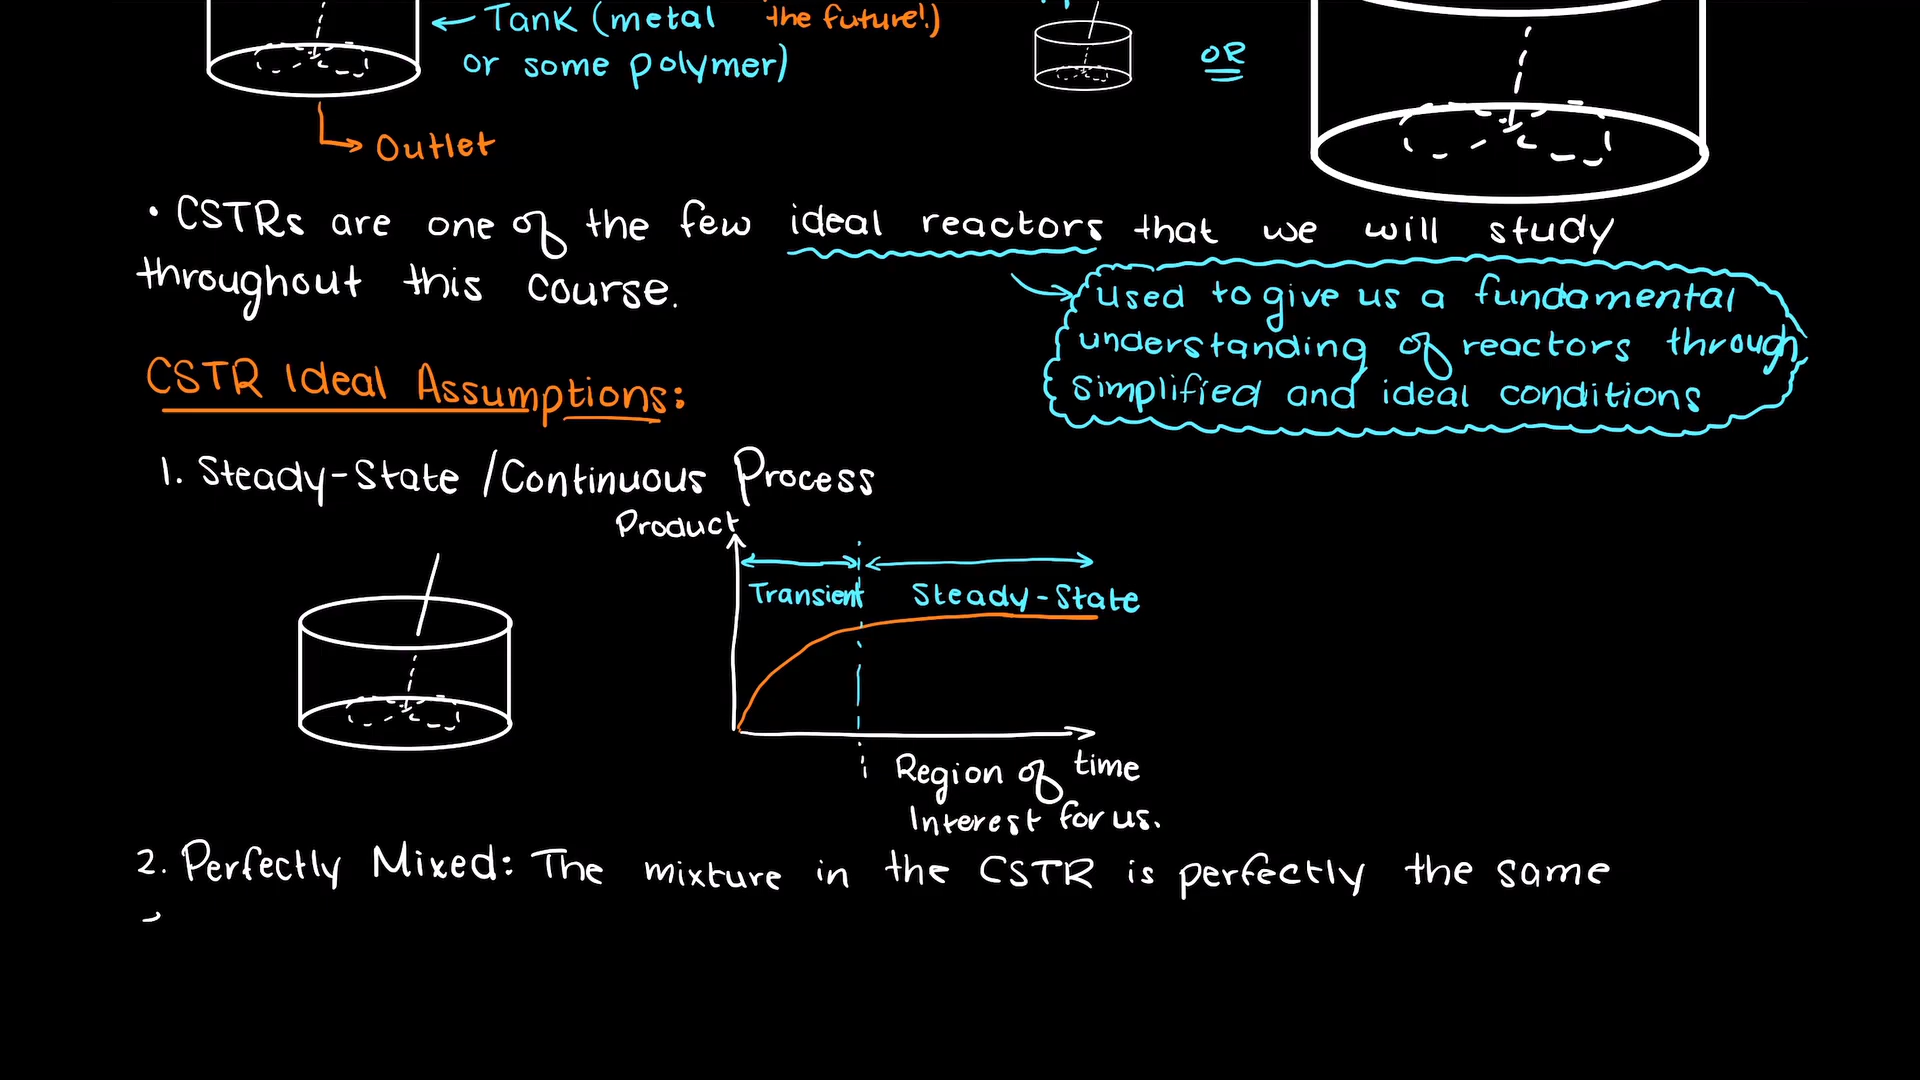 Tank (metal the future!)
or some polymer)
OR
Outlet
• CSTRs are one of the few ideal reactors that we will study
throughout this course.
used to give us a fundamental
understanding of reactors through
simplified and ideal conditions
CSTR Ideal Assumptions:
1. Steady-State / Continuous Process
Product
Transient Steady-State
time
Region of
Interest for us.
2. Perfectly Mixed: The mixture in the CSTR is perfectly the same